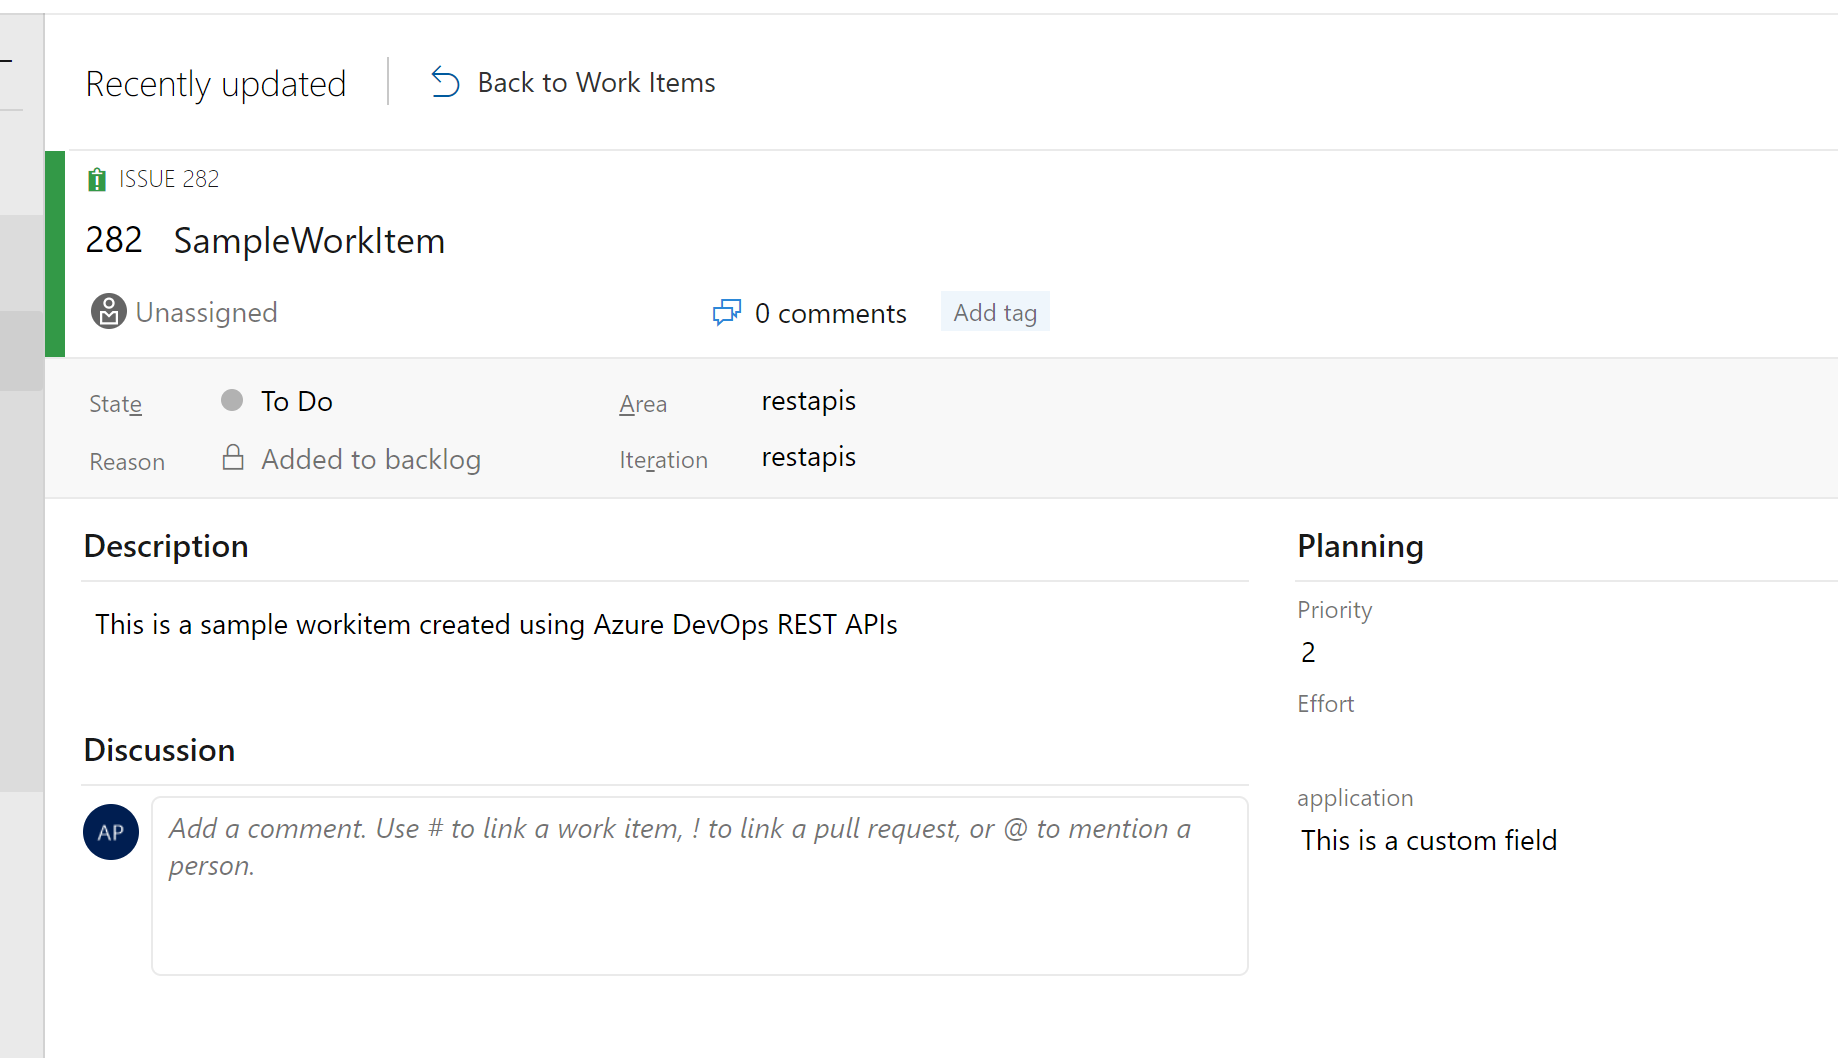 Recently updated
Back to Work Items
ISSUE 282
282 SampleWorkItem
Unassigned
0 comments
Add tag
State
To Do
Area
restapis
Reason
Added to backlog
Iteration
restapis
Description
This is a sample workitem created using Azure DevOps REST APIs
Discussion
AP
Add a comment. Use # to link a work item, ! to link a pull request, or @ to mention a
person.
Planning
Priority
2
Effort
application
This is a custom field